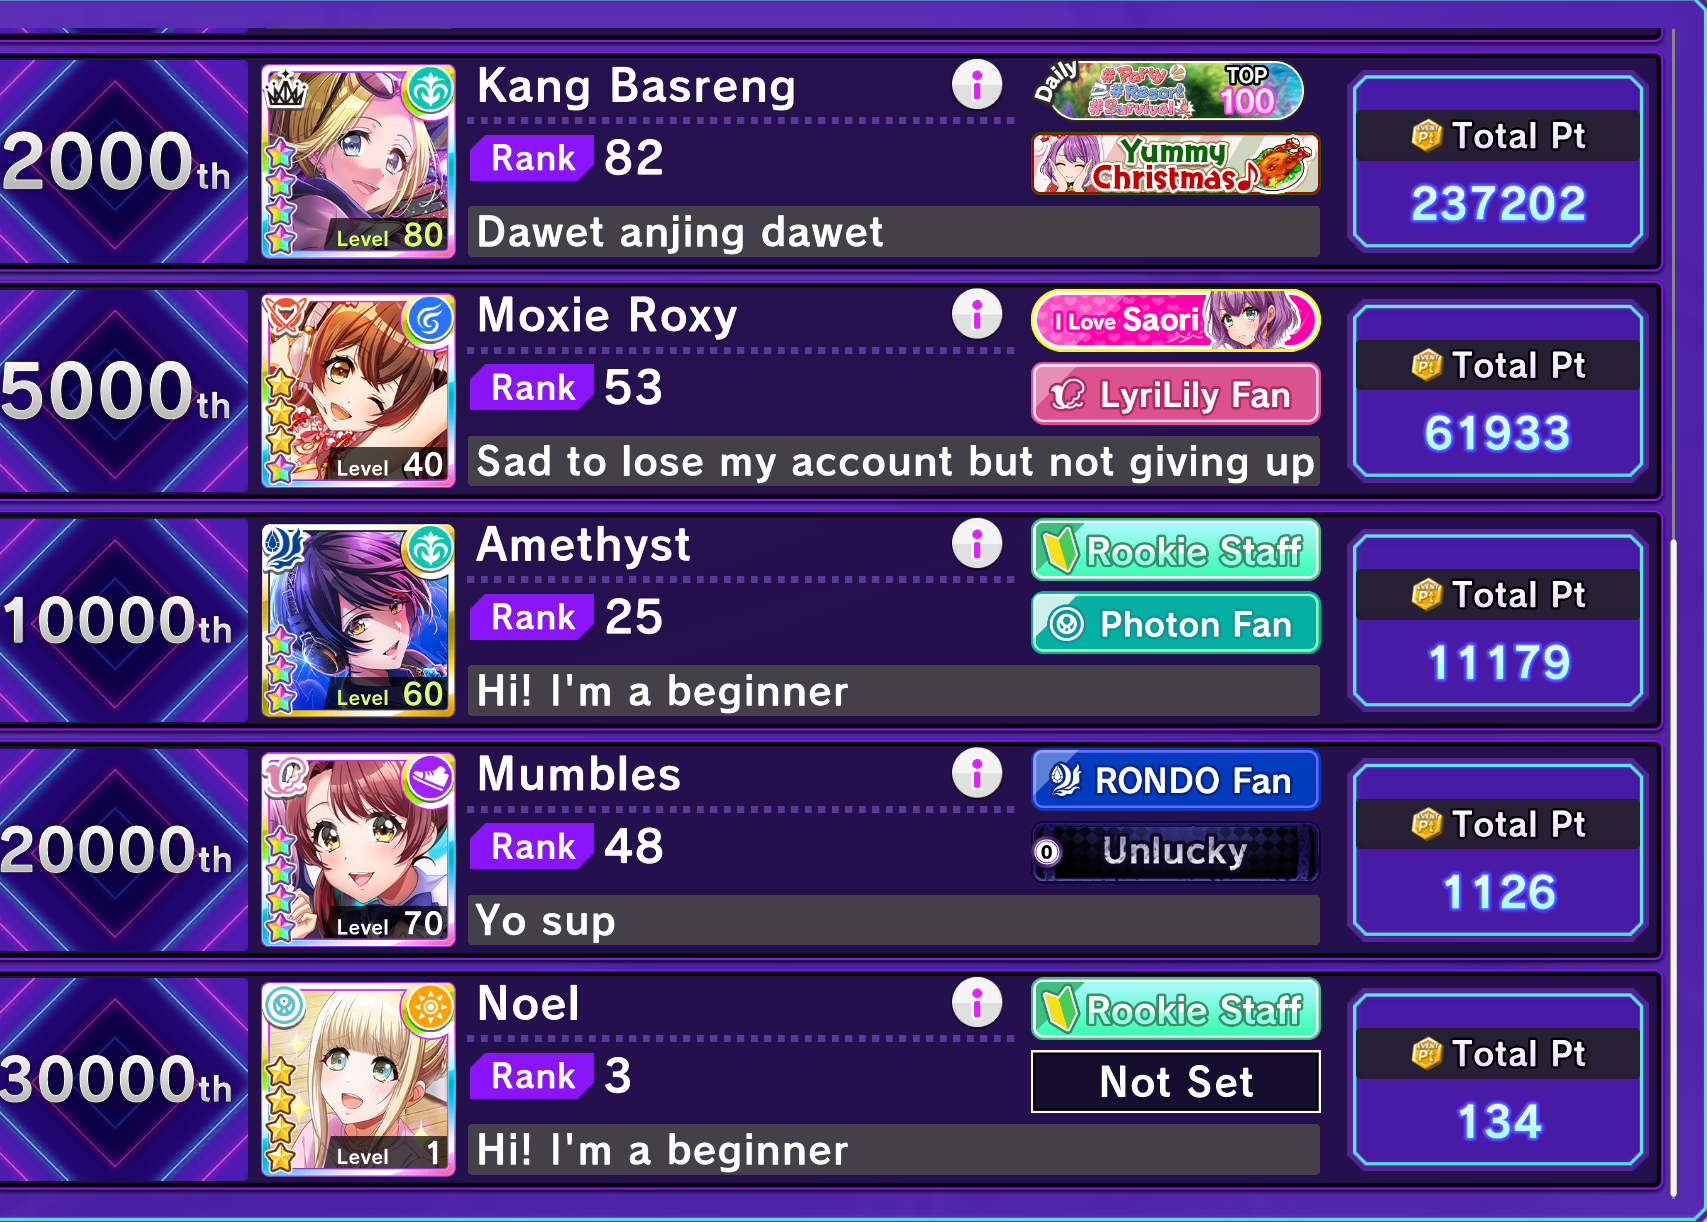 2000th
Level 80
Kang Basreng
Rank 82
Dawet anjing dawet
Daily #Party #Resort #Survival TOP 100
Yummy Christmas♪
Total Pt
237202
5000th
Level 40
Moxie Roxy
Rank 53
Sad to lose my account but not giving up
I Love Saori
LyriLily Fan
Total Pt
61933
10000th
Level 60
Amethyst
Rank 25
Hi! I'm a beginner
Rookie Staff
Photon Fan
Total Pt
11179
20000th
Level 70
Mumbles
Rank 48
Yo sup
RONDO Fan
0 Unlucky
Total Pt
1126
30000th
Level 1
Noel
Rank 3
Hi! I'm a beginner
Rookie Staff
Not Set
Total Pt
134